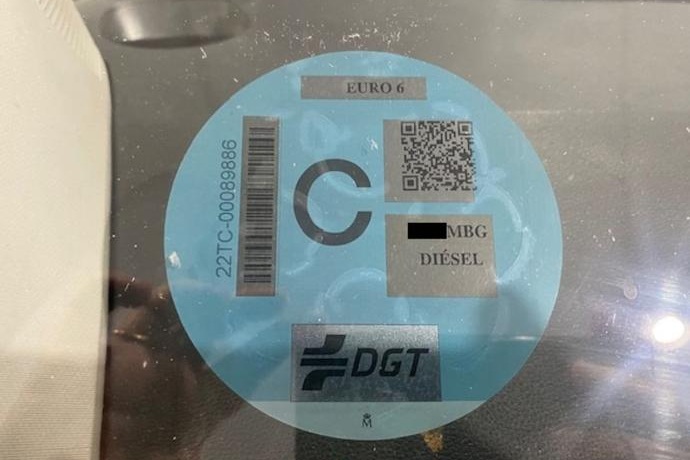 EURO 6
22TC-00089886
C
MBG
DIÉSEL
DGT
M